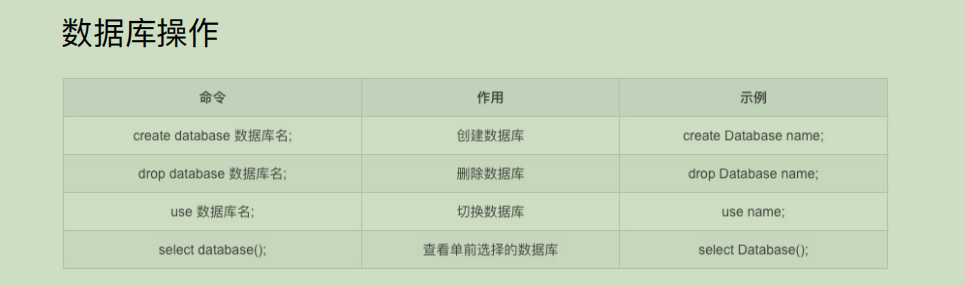 数据库操作
命令 作用 示例
create database 数据库名; 创建数据库 create Database name;
drop database 数据库名; 删除数据库 drop Database name;
use 数据库名; 切换数据库 use name;
select database(); 查看单前选择的数据库 select Database();